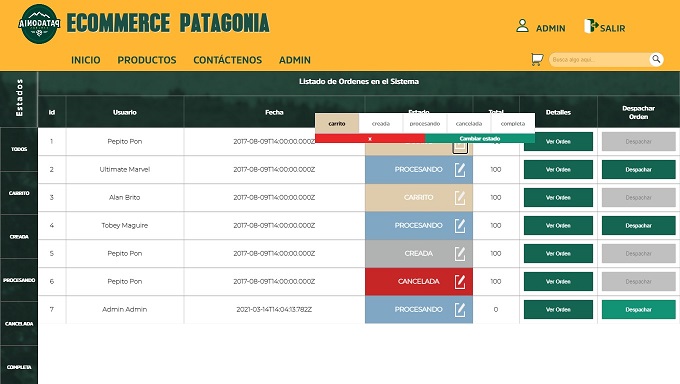 PATAGONIA
ECOMMERCE PATAGONIA
ADMIN
SALIR
INICIO PRODUCTOS CONTÁCTENOS ADMIN
Busca algo aqui...
Estados
TODOS
CARRITO
CREADA
PROCESANDO
CANCELADA
COMPLETA
Listado de Ordenes en el Sistema
Id Usuario Fecha Estado Total Detalles Despachar Orden
carrito creada procesando cancelada completa
x Cambiar estado
1 Pepito Pon 2017-08-09T14:00:00.000Z 100 Ver Orden Despachar
2 Ultimate Marvel 2017-08-09T14:00:00.000Z PROCESANDO 100 Ver Orden Despachar
3 Alan Brito 2017-08-09T14:00:00.000Z CARRITO 100 Ver Orden Despachar
4 Tobey Maguire 2017-08-09T14:00:00.000Z PROCESANDO 100 Ver Orden Despachar
5 Pepito Pon 2017-08-09T14:00:00.000Z CREADA 100 Ver Orden Despachar
6 Pepito Pon 2017-08-09T14:00:00.000Z CANCELADA 100 Ver Orden Despachar
7 Admin Admin 2021-03-14T14:04:13.782Z PROCESANDO 0 Ver Orden Despachar